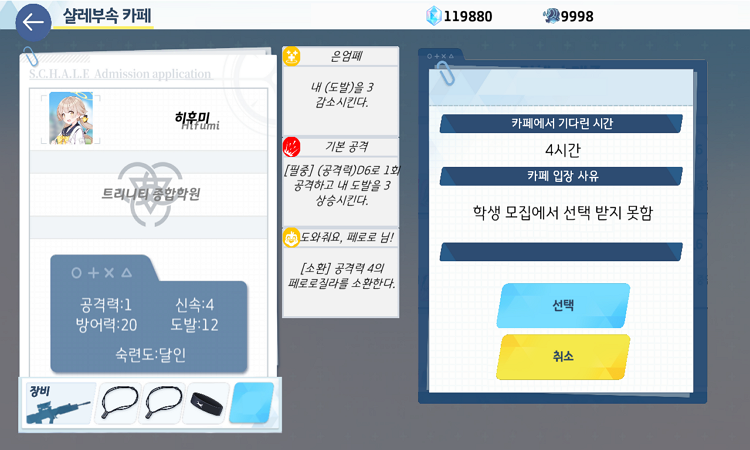 샬레부속 카페
119880
9998
S.C.H.A.L.E Admission application
히후미
Hifumi
트리니티 종합학원
공격력:1 신속:4
방어력:20 도발:12
숙련도:달인
장비
은엄폐
내 (도발)을 3
감소시킨다.
기본 공격
[필중] (공격력)D6로 1회
공격하고 내 도발을 3
상승시킨다.
도와줘요, 페로로 님!
[소환] 공격력 4의
페로로질라를 소환한다.
카페에서 기다린 시간
4시간
카페 입장 사유
학생 모집에서 선택 받지 못함
선택
취소